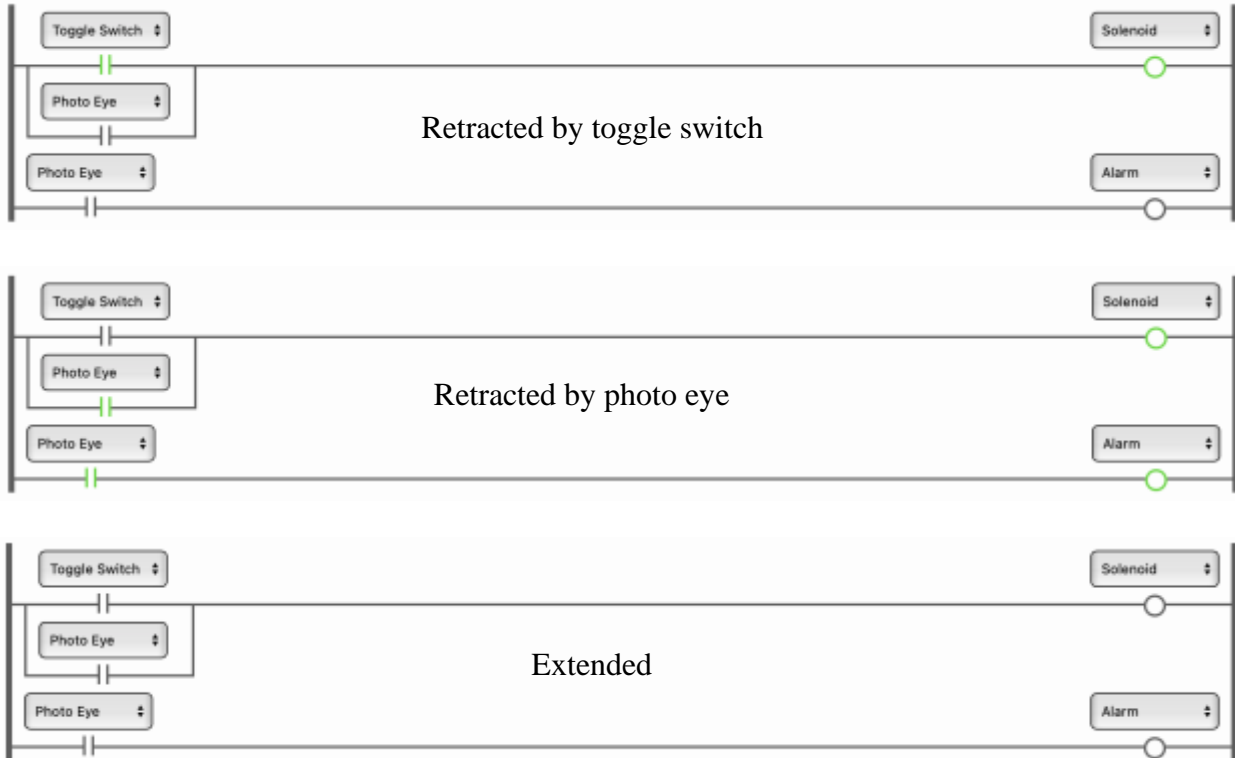 Toggle Switch
Solenoid
Photo Eye
Retracted by toggle switch
Photo Eye
Alarm
Toggle Switch
Solenoid
Photo Eye
Retracted by photo eye
Photo Eye
Alarm
Toggle Switch
Solenoid
Photo Eye
Extended
Photo Eye
Alarm